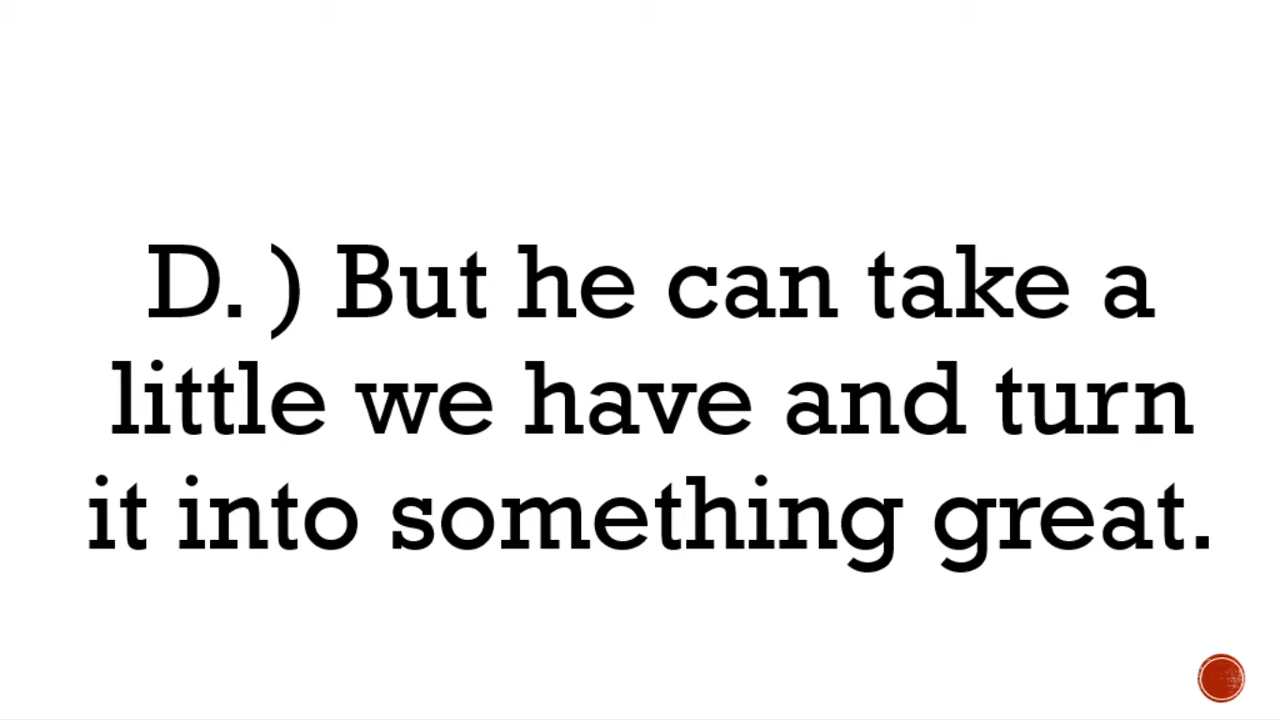 D. ) But he can take a
little we have and turn
it into something great.